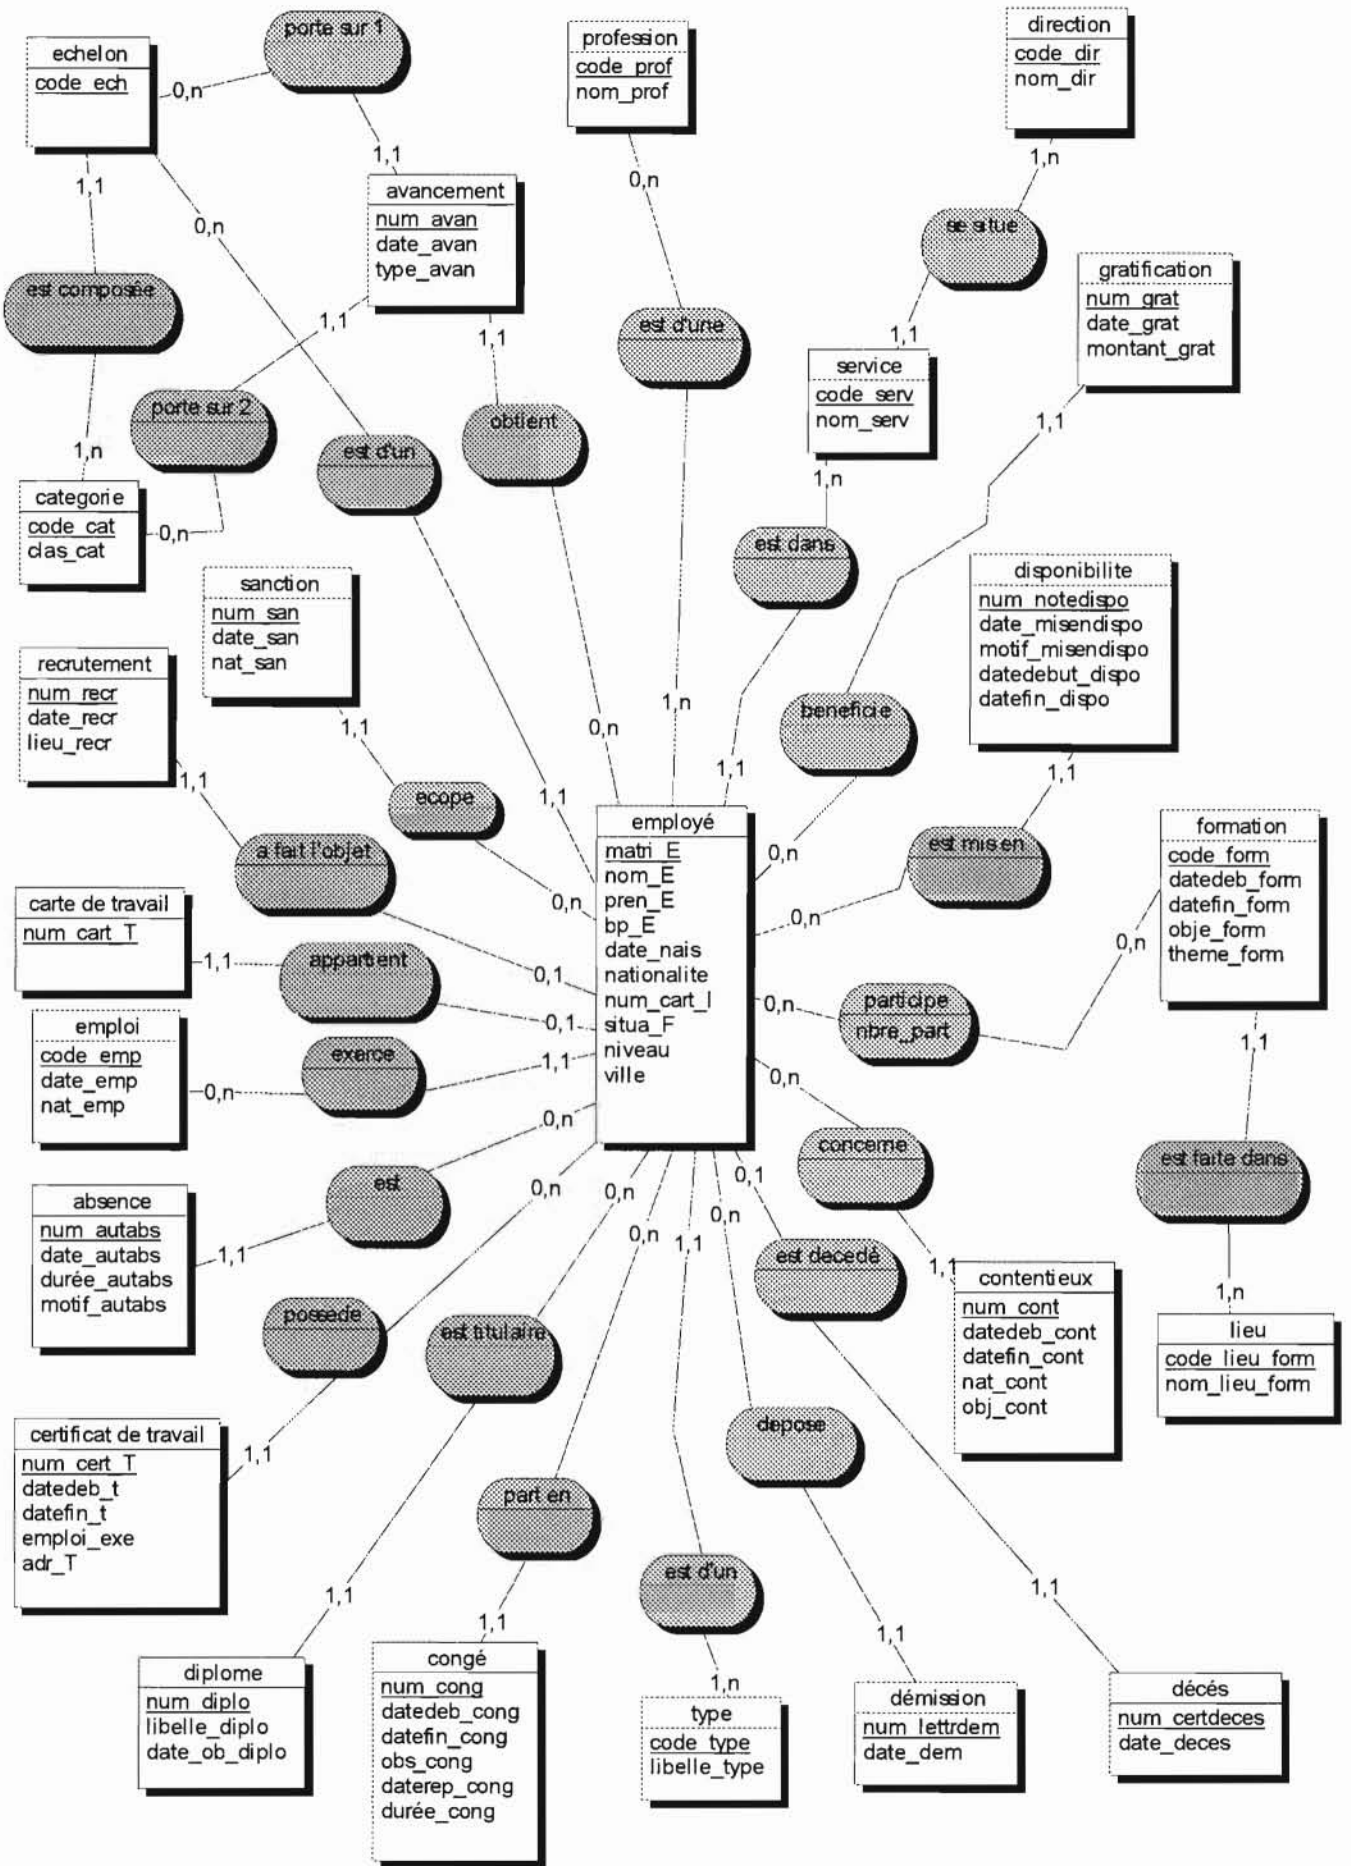 porte sur 1
echelon
code_ech
0,n
1,1
profession
code_prof
nom_prof
direction
code_dir
nom_dir
1,1
0,n
avancement
num_avan
date_avan
type_avan
0,n
1,n
se situe
1,1
gratification
num_grat
date_grat
montant_grat
est composée
1,1
1,1
est d'une
service
code_serv
nom_serv
porte sur 2
obtient
est d'un
1,n
0,n
1,1
1,n
categorie
code_cat
clas_cat
est dans
sanction
num_san
date_san
nat_san
disponibilite
num_notedispo
date_misendispo
motif_misendispo
datedebut_dispo
datefin_dispo
recrutement
num_recr
date_recr
lieu_recr
1,1
1,1
0,n
1,n
1,1
beneficie
1,1
ecope
1,1
employé
matri_E
nom_E
pren_E
bp_E
date_nais
nationalite
num_cart_I
situa_F
niveau
ville
a fait l'objet
0,n
0,1
0,n
est mis en
0,n
formation
code_form
datedeb_form
datefin_form
obje_form
theme_form
0,n
carte de travail
num_cart_T
1,1
appartient
0,1
0,n
participe
nbre_part
emploi
code_emp
date_emp
nat_emp
0,n
exerce
1,1
0,n
1,1
concerne
est
0,n
absence
num_autabs
date_autabs
durée_autabs
motif_autabs
1,1
0,n
0,n
0,n
1,1
0,n
0,1
est faite dans
est decedé
1,1
contentieux
num_cont
datedeb_cont
datefin_cont
nat_cont
obj_cont
1,n
lieu
code_lieu_form
nom_lieu_form
possede
est titulaire
certificat de travail
num_cert_T
datedeb_t
datefin_t
emploi_exe
adr_T
1,1
depose
part en
est d'un
1,1
1,1
1,n
1,1
1,1
diplome
num_diplo
libelle_diplo
date_ob_diplo
congé
num_cong
datedeb_cong
datefin_cong
obs_cong
daterep_cong
durée_cong
type
code_type
libelle_type
démission
num_lettrdem
date_dem
décés
num_certdeces
date_deces